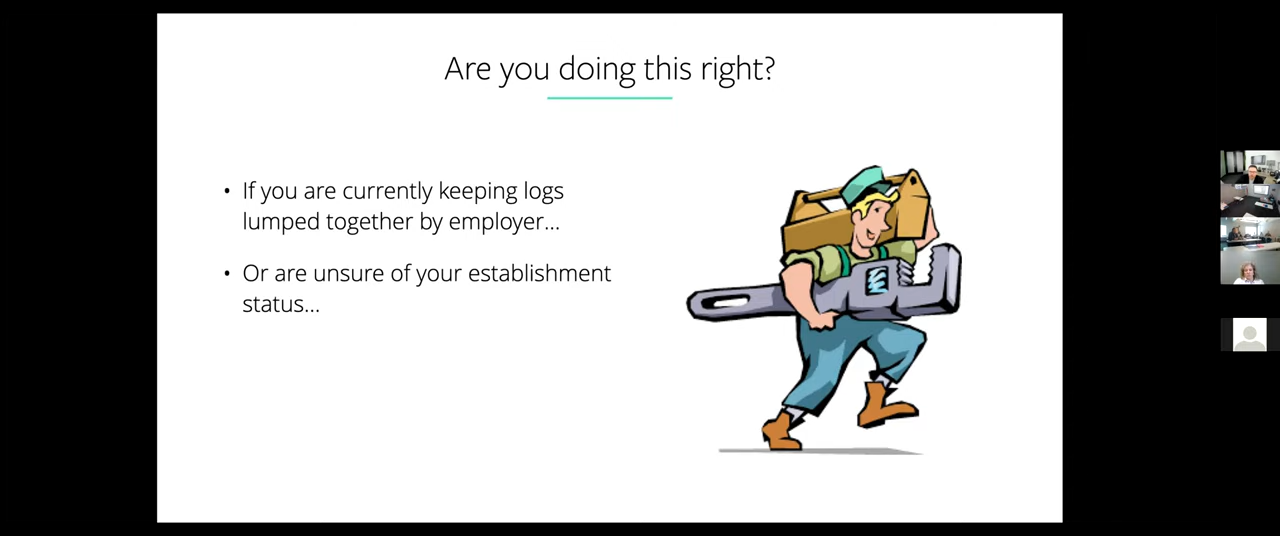 Are you doing this right?
• If you are currently keeping logs
lumped together by employer...
• Or are unsure of your establishment
status...